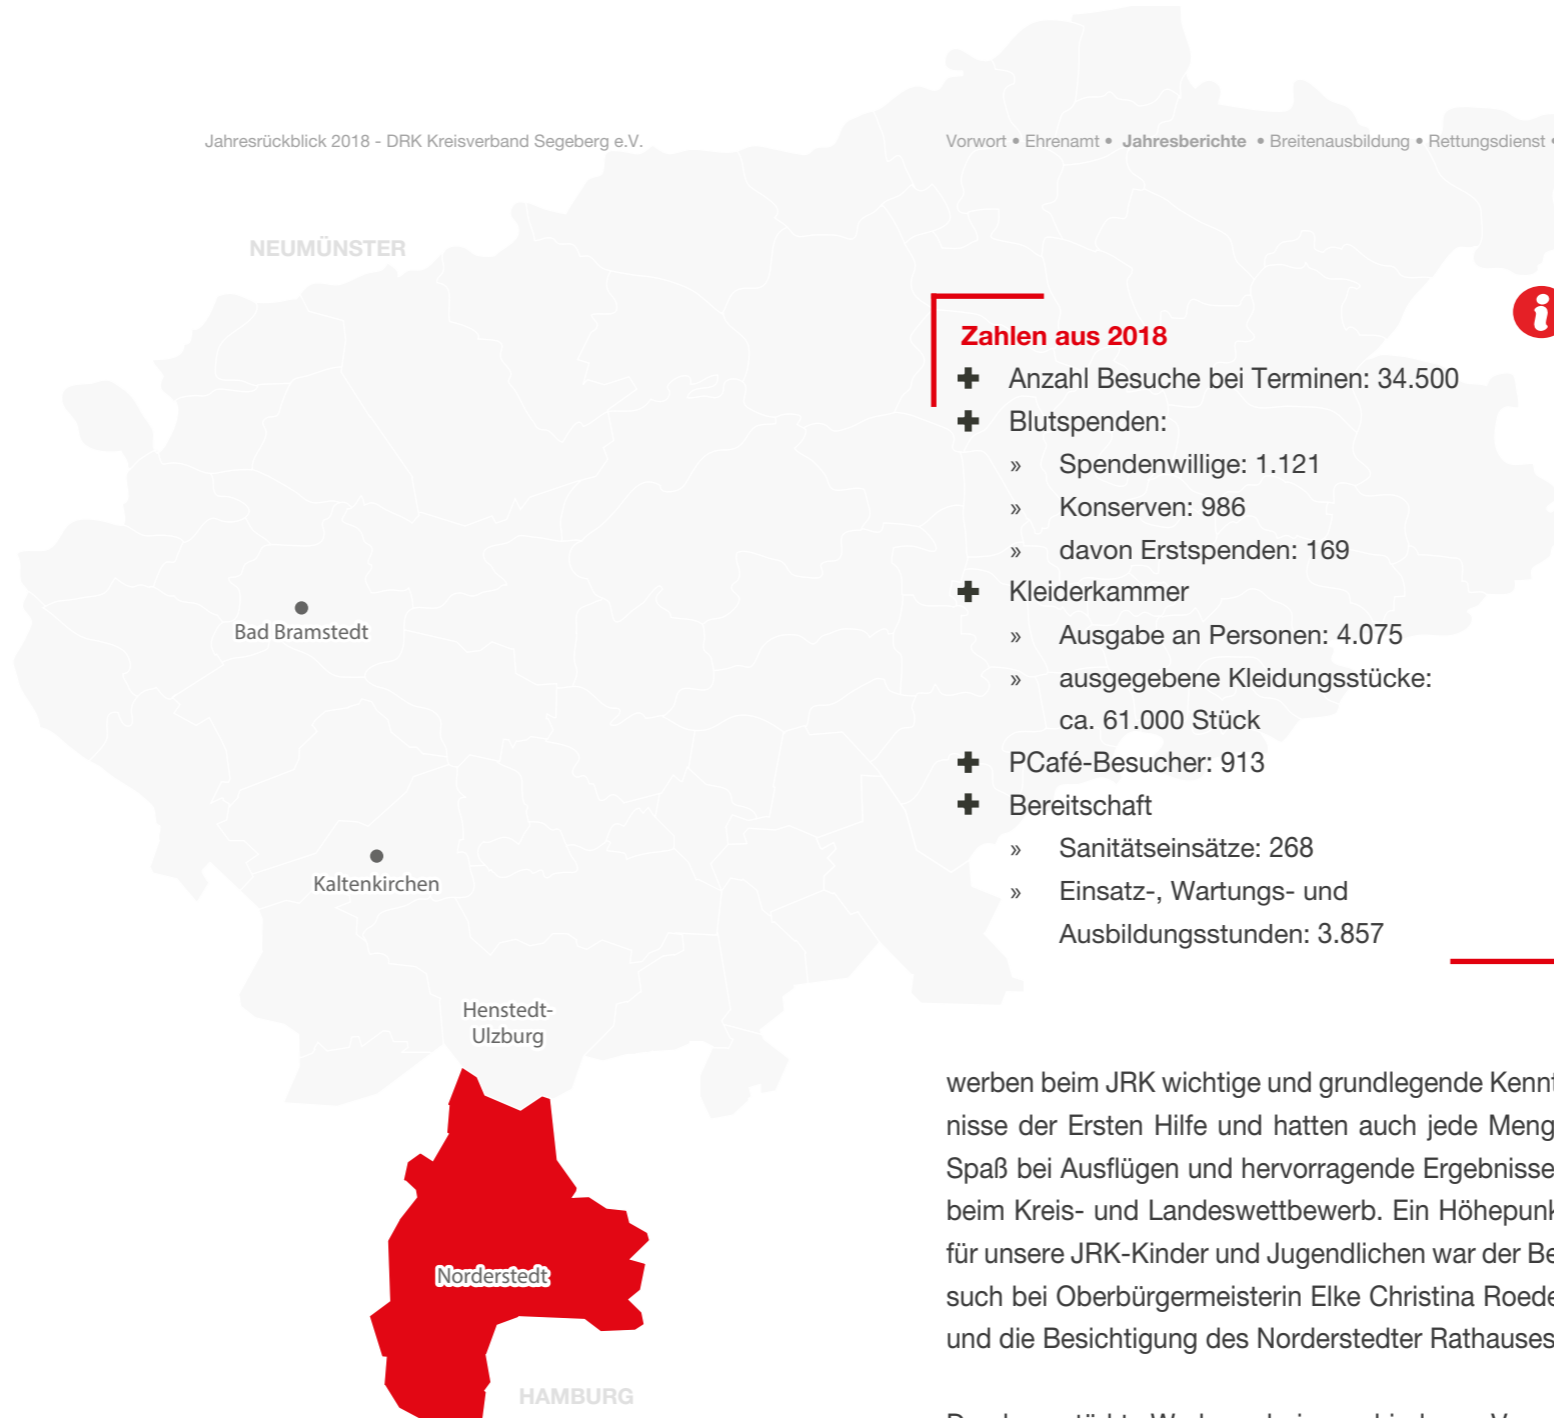 Jahresrückblick 2018 - DRK Kreisverband Segeberg e.V.
Vorwort • Ehrenamt • Jahresberichte • Breitenausbildung • Rettungsdienst •
NEUMÜNSTER
Bad Bramstedt
Kaltenkirchen
Henstedt-
Ulzburg
Norderstedt
HAMBURG
Zahlen aus 2018
✚ Anzahl Besuche bei Terminen: 34.500
✚ Blutspenden:
» Spendenwillige: 1.121
» Konserven: 986
» davon Erstspenden: 169
✚ Kleiderkammer
» Ausgabe an Personen: 4.075
» ausgegebene Kleidungsstücke:
ca. 61.000 Stück
✚ PCafé-Besucher: 913
✚ Bereitschaft
» Sanitätseinsätze: 268
» Einsatz-, Wartungs- und
Ausbildungsstunden: 3.857
werben beim JRK wichtige und grundlegende Kennt
nisse der Ersten Hilfe und hatten auch jede Meng
Spaß bei Ausflügen und hervorragende Ergebnisse
beim Kreis- und Landeswettbewerb. Ein Höhepunk
für unsere JRK-Kinder und Jugendlichen war der Be
such bei Oberbürgermeisterin Elke Christina Roede
und die Besichtigung des Norderstedter Rathauses